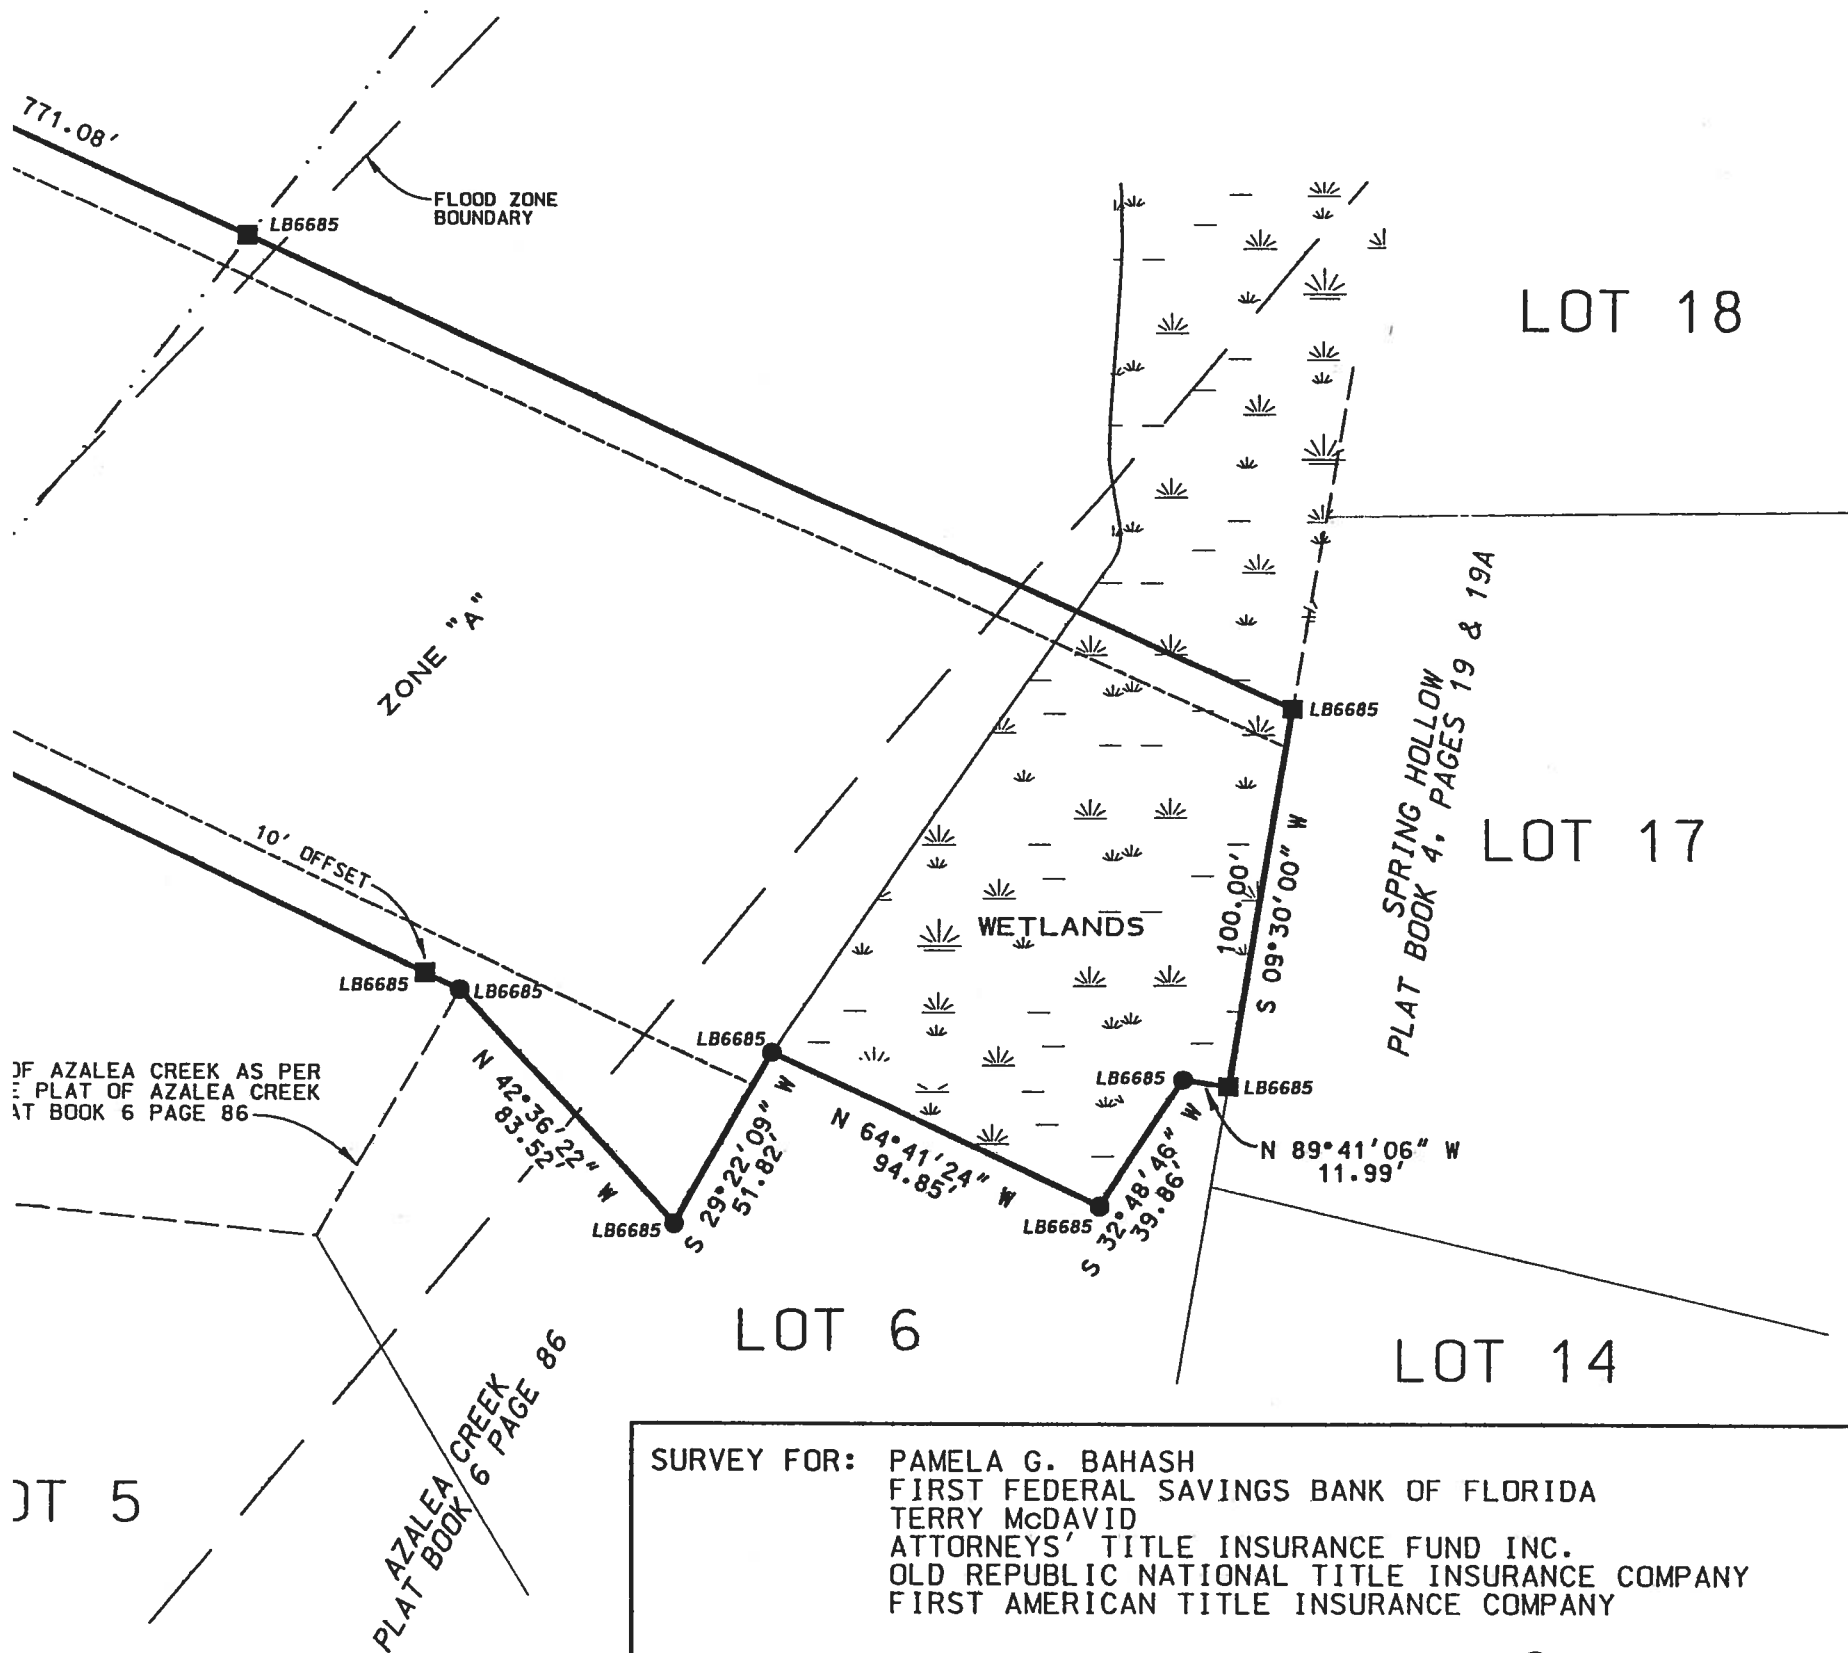 771.08'
FLOOD ZONE
BOUNDARY
LB6685
LOT 18
ZONE "A"
LB6685
SPRING HOLLOW
PLAT BOOK 4, PAGES 19 & 19A
LOT 17
10' OFFSET
100.00'
S 09°30'00" W
WETLANDS
LB6685
LB6685
LB6685
OF AZALEA CREEK AS PER
E PLAT OF AZALEA CREEK
AT BOOK 6 PAGE 86
LB6685
LB6685
N 42°36'22" W
83.52'
S 29°22'09" W
51.82'
N 64°41'24" W
94.85'
N 89°41'06" W
11.99'
LB6685
LB6685
S 32°48'46" W
39.86'
LOT 6
LOT 14
AZALEA CREEK
PLAT BOOK 6 PAGE 86
OT 5
SURVEY FOR: PAMELA G. BAHASH
FIRST FEDERAL SAVINGS BANK OF FLORIDA
TERRY McDAVID
ATTORNEYS' TITLE INSURANCE FUND INC.
OLD REPUBLIC NATIONAL TITLE INSURANCE COMPANY
FIRST AMERICAN TITLE INSURANCE COMPANY